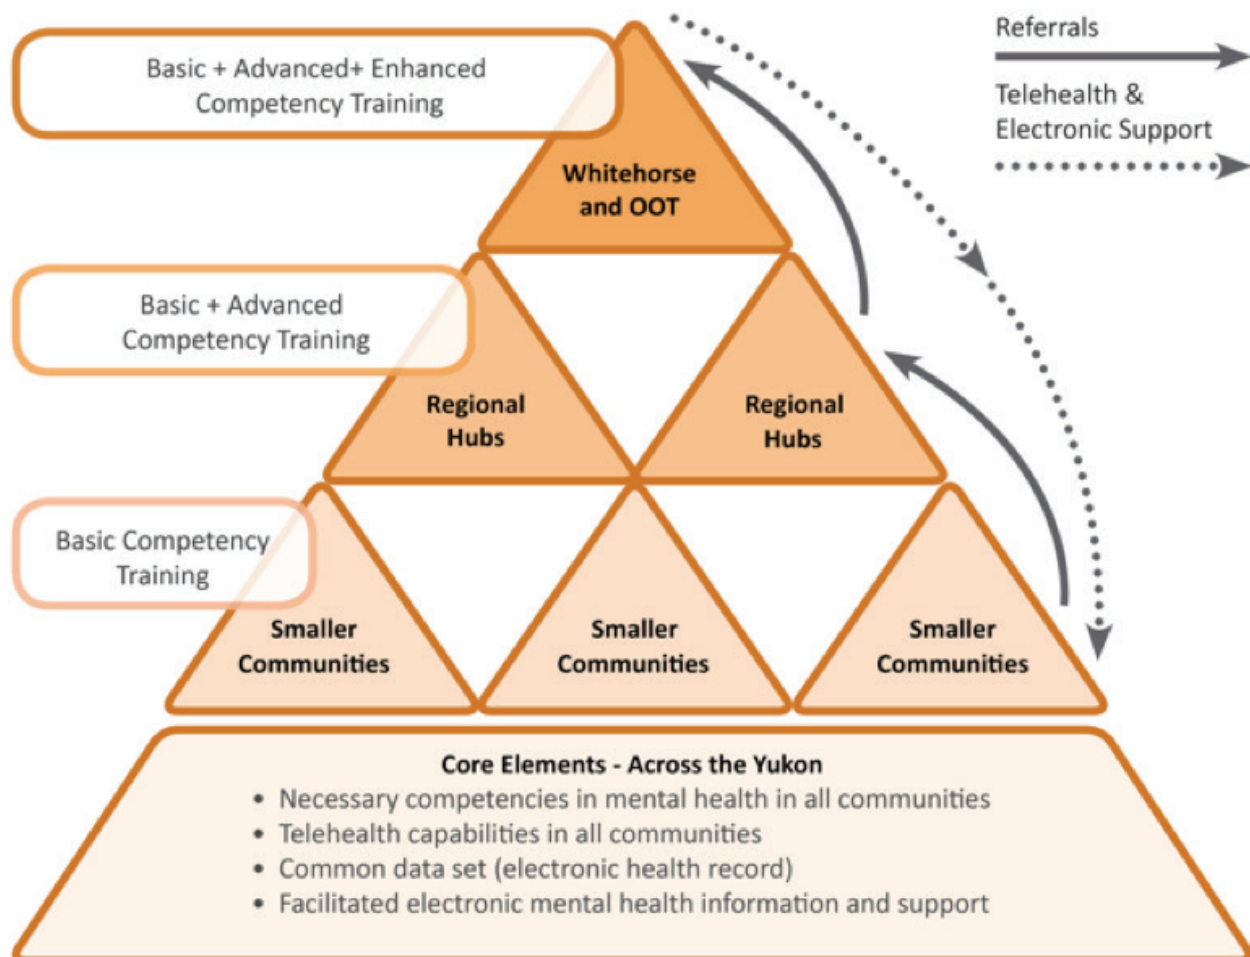 Basic + Advanced+ Enhanced
Competency Training
Referrals
Telehealth &
Electronic Support
Whitehorse
and OOT
Basic + Advanced
Competency Training
Regional
Hubs
Regional
Hubs
Basic Competency
Training
Smaller
Communities
Smaller
Communities
Smaller
Communities
Core Elements - Across the Yukon
• Necessary competencies in mental health in all communities
• Telehealth capabilities in all communities
• Common data set (electronic health record)
• Facilitated electronic mental health information and support